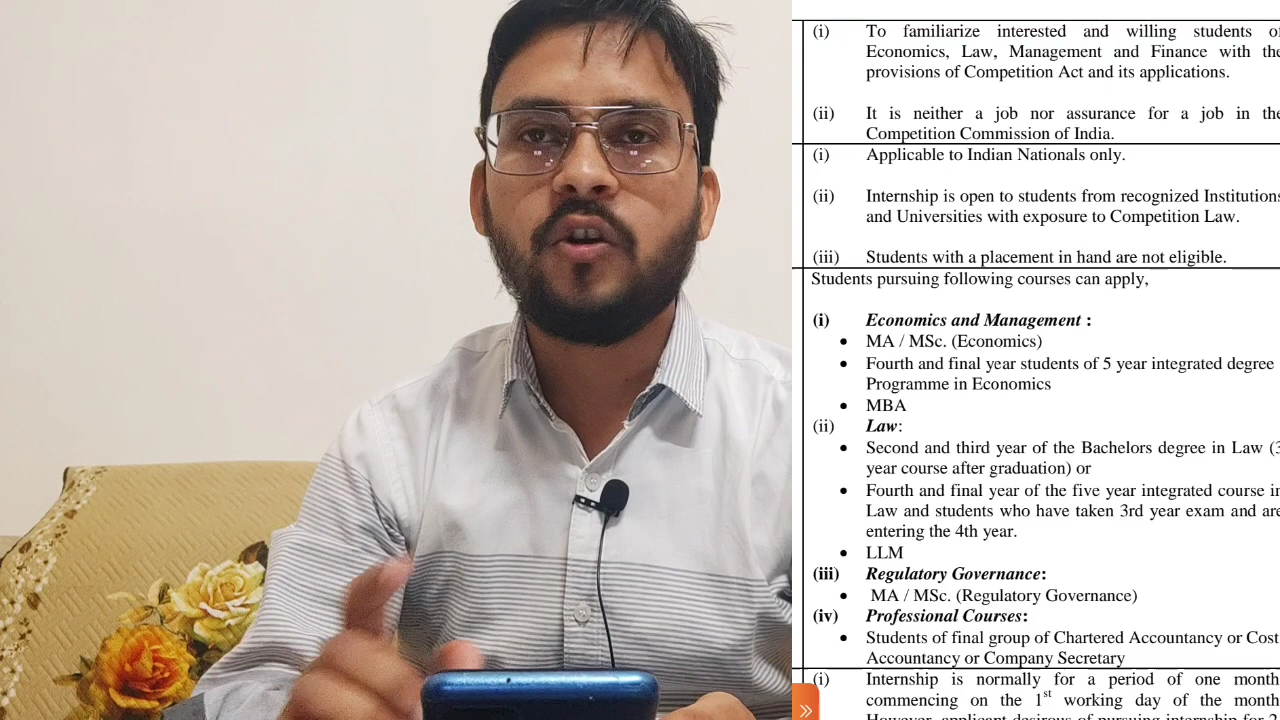 (i) To familiarize interested and willing students of
Economics, Law, Management and Finance with the
provisions of Competition Act and its applications.
(ii) It is neither a job nor assurance for a job in the
Competition Commission of India.
(i) Applicable to Indian Nationals only.
(ii) Internship is open to students from recognized Institutions
and Universities with exposure to Competition Law.
(iii) Students with a placement in hand are not eligible.
Students pursuing following courses can apply,
(i) Economics and Management :
• MA / MSc. (Economics)
• Fourth and final year students of 5 year integrated degree
Programme in Economics
• MBA
(ii) Law:
• Second and third year of the Bachelors degree in Law (3
year course after graduation) or
• Fourth and final year of the five year integrated course in
Law and students who have taken 3rd year exam and are
entering the 4th year.
• LLM
(iii) Regulatory Governance:
• MA / MSc. (Regulatory Governance)
(iv) Professional Courses:
• Students of final group of Chartered Accountancy or Cost
Accountancy or Company Secretary
(i) Internship is normally for a period of one month
commencing on the 1st working day of the month
However, applicant desirous of pursuing internship for